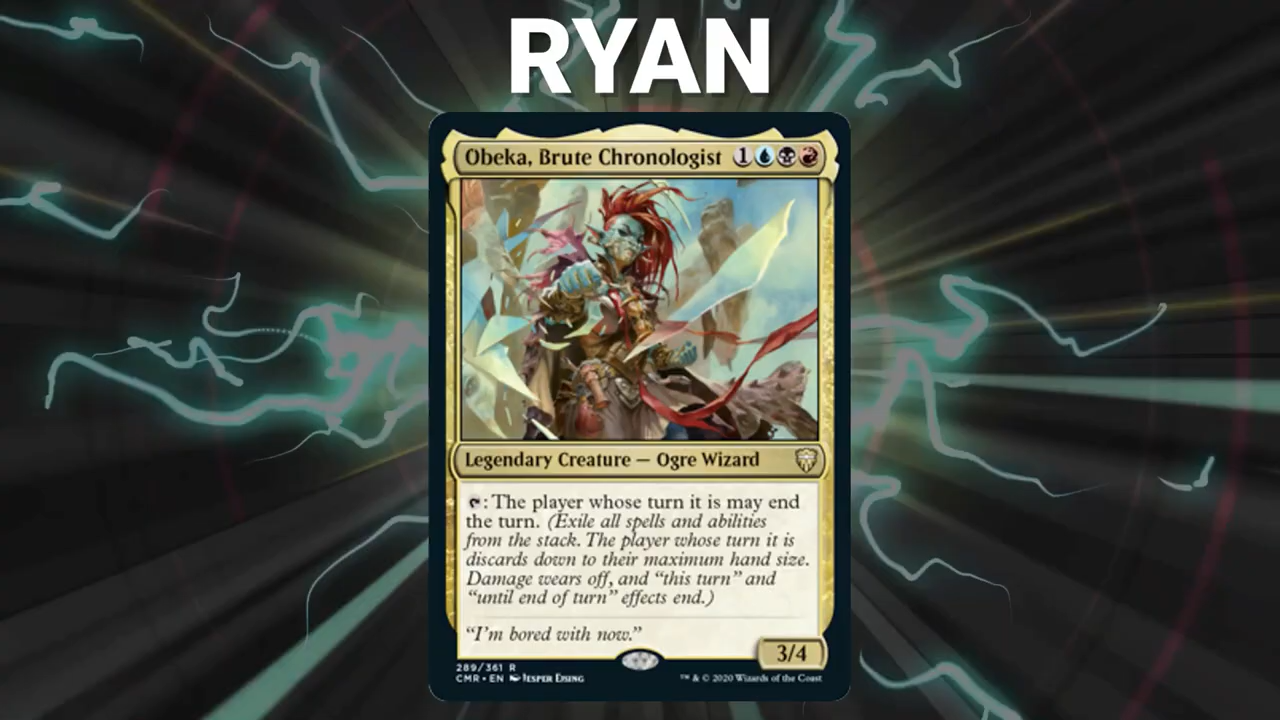 RYAN
Obeka, Brute Chronologist 1
Legendary Creature — Ogre Wizard
: The player whose turn it is may end
the turn. (Exile all spells and abilities
from the stack. The player whose turn it is
discards down to their maximum hand size.
Damage wears off, and “this turn” and
“until end of turn” effects end.)
“I’m bored with now.”
3/4
289/361 R
CMR • EN Jesper Ejsing
™ & © 2020 Wizards of the Coast